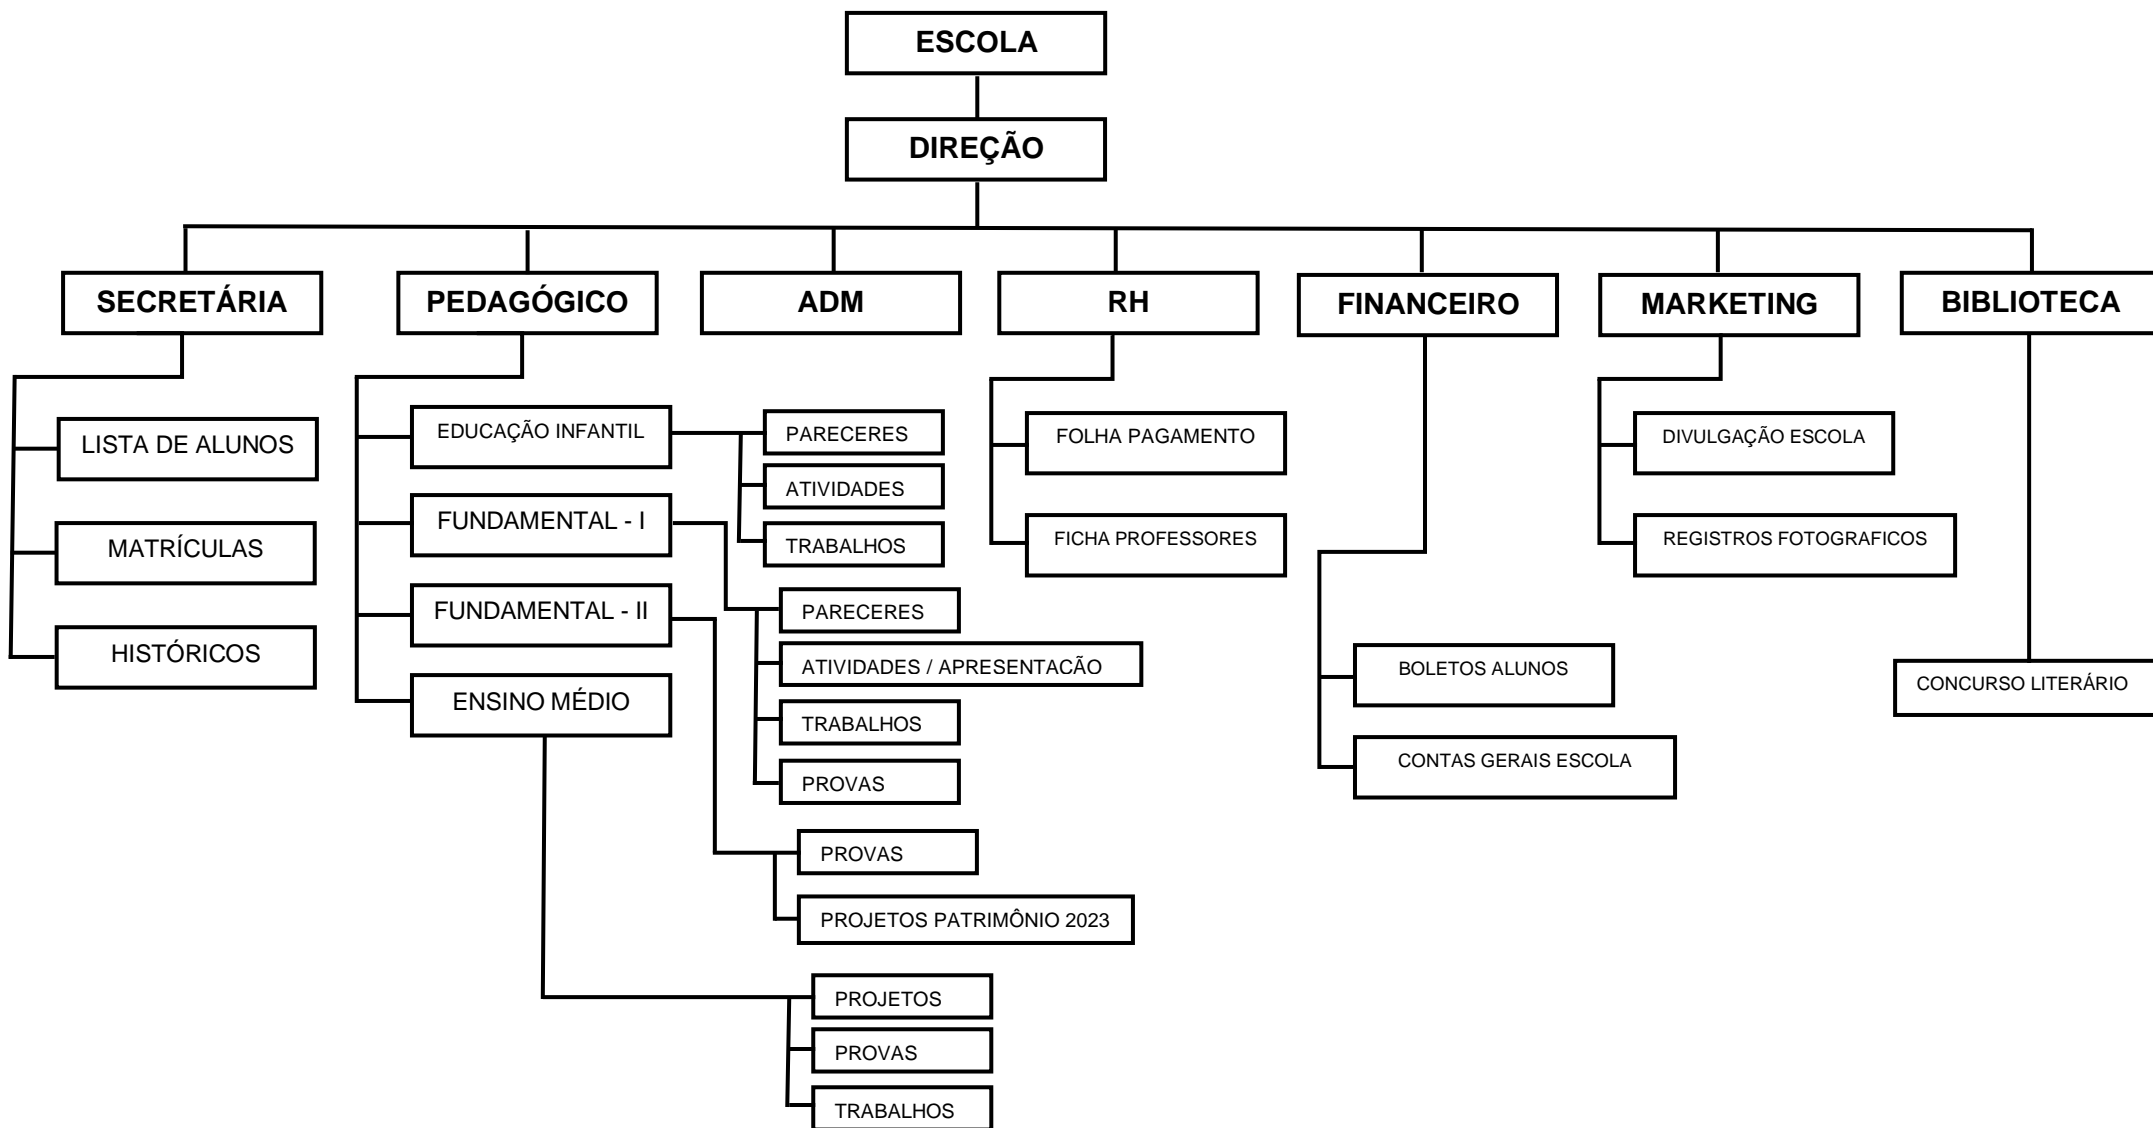 ESCOLA
DIREÇÃO
SECRETÁRIA
PEDAGÓGICO
ADM
RH
FINANCEIRO
MARKETING
BIBLIOTECA
LISTA DE ALUNOS
MATRÍCULAS
HISTÓRICOS
EDUCAÇÃO INFANTIL
FUNDAMENTAL - I
FUNDAMENTAL - II
ENSINO MÉDIO
PARECERES
ATIVIDADES
TRABALHOS
PARECERES
ATIVIDADES / APRESENTACÃO
TRABALHOS
PROVAS
PROVAS
PROJETOS PATRIMÔNIO 2023
PROJETOS
PROVAS
TRABALHOS
FOLHA PAGAMENTO
FICHA PROFESSORES
BOLETOS ALUNOS
CONTAS GERAIS ESCOLA
DIVULGAÇÃO ESCOLA
REGISTROS FOTOGRAFICOS
CONCURSO LITERÁRIO